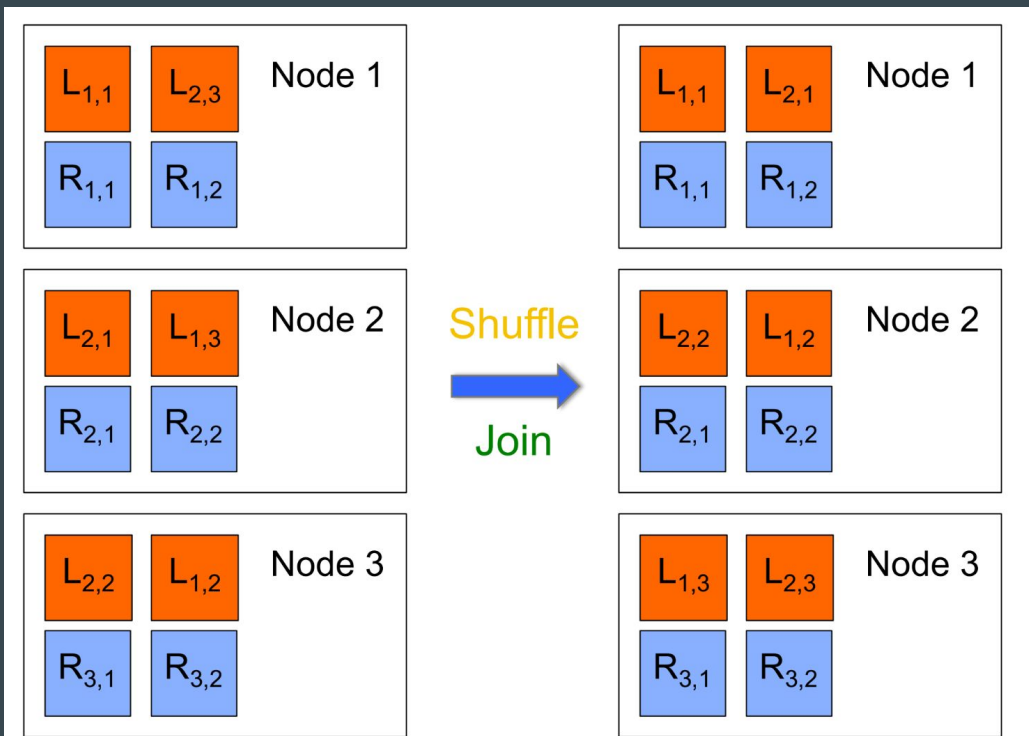 L1,1 L2,3 Node 1
R1,1 R1,2
L2,1 L1,3 Node 2
R2,1 R2,2
L2,2 L1,2 Node 3
R3,1 R3,2
Shuffle
Join
L1,1 L2,1 Node 1
R1,1 R1,2
L2,2 L1,2 Node 2
R2,1 R2,2
L1,3 L2,3 Node 3
R3,1 R3,2